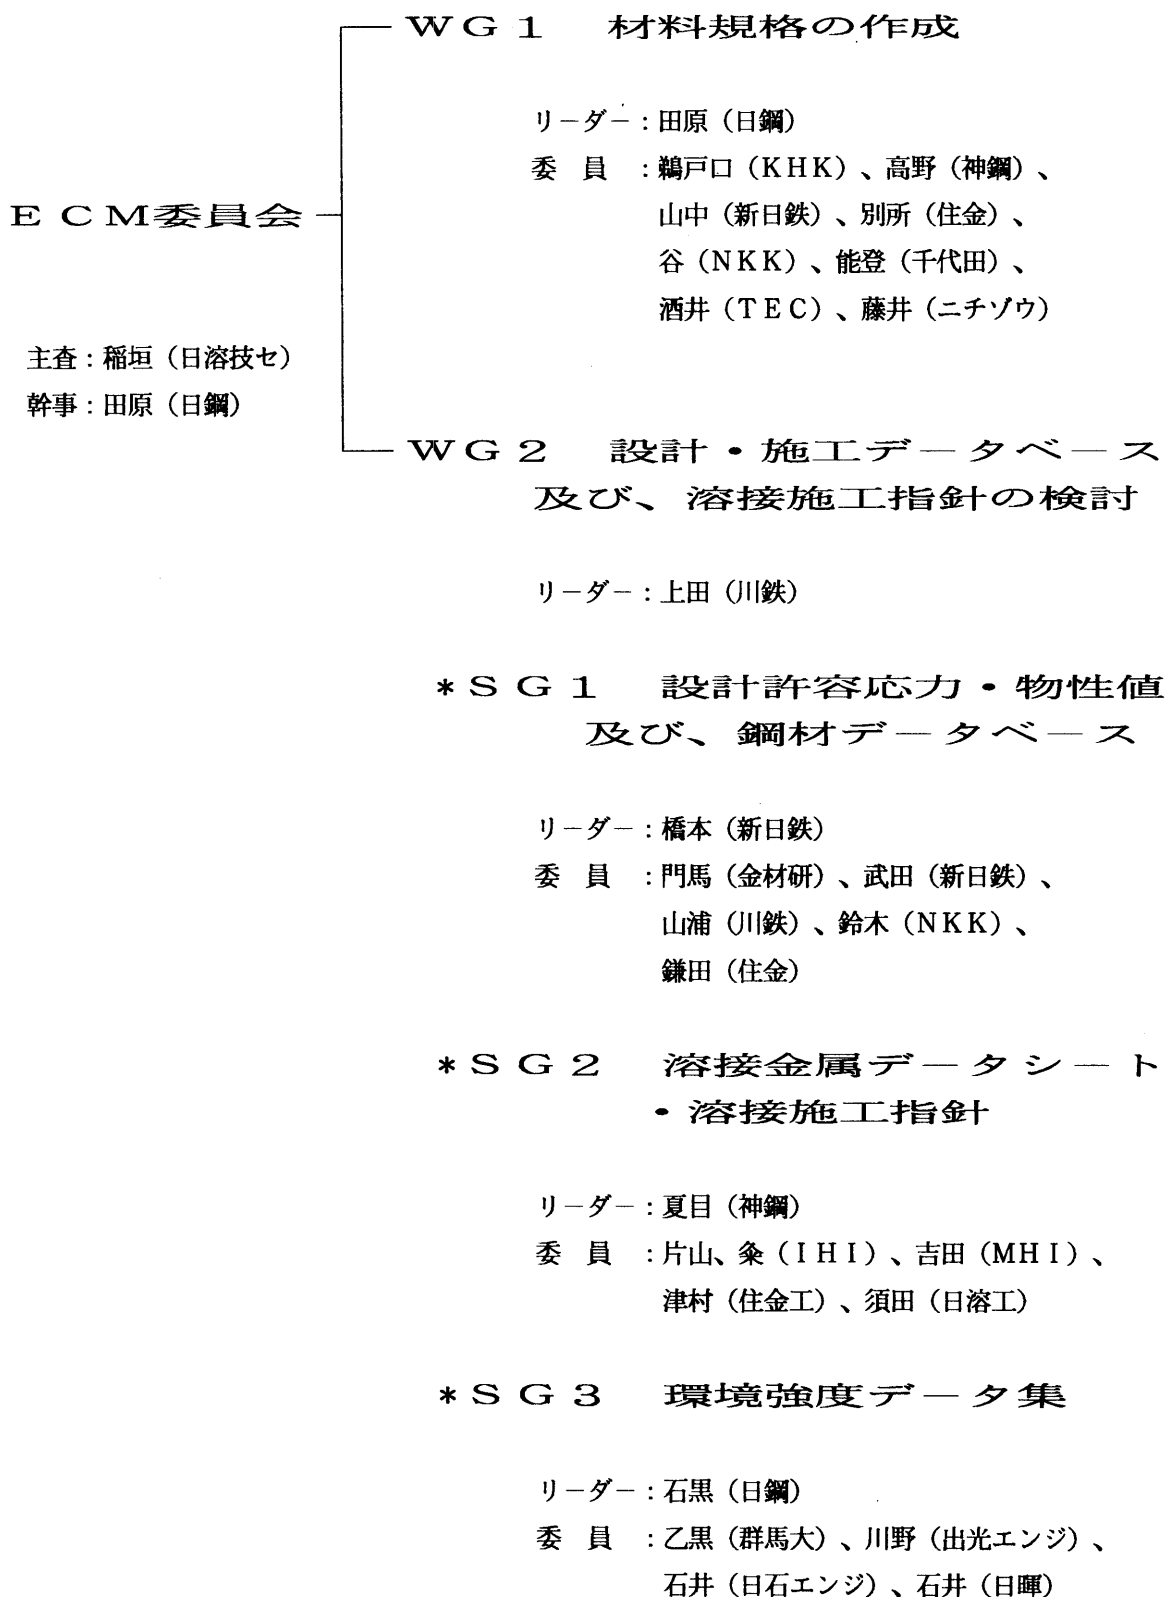 WG1 材料規格の作成
リーダー：田原（日鋼）
委 員 ：鵜戸口（KHK）、高野（神鋼）、
山中（新日鉄）、別所（住金）、
谷（NKK）、能登（千代田）、
酒井（TEC）、藤井（ニチゾウ）
ECM委員会
主査：稲垣（日溶技セ）
幹事：田原（日鋼）
WG2 設計・施工データベース
及び、溶接施工指針の検討
リーダー：上田（川鉄）
*SG1 設計許容応力・物性値
及び、鋼材データベース
リーダー：橋本（新日鉄）
委 員 ：門馬（金材研）、武田（新日鉄）、
山浦（川鉄）、鈴木（NKK）、
鎌田（住金）
*SG2 溶接金属データシート
・溶接施工指針
リーダー：夏目（神鋼）
委 員 ：片山、粂（IHI）、吉田（MHI）、
津村（住金工）、須田（日溶工）
*SG3 環境強度データ集
リーダー：石黒（日鋼）
委 員 ：乙黒（群馬大）、川野（出光エンジ）、
石井（日石エンジ）、石井（日暉）